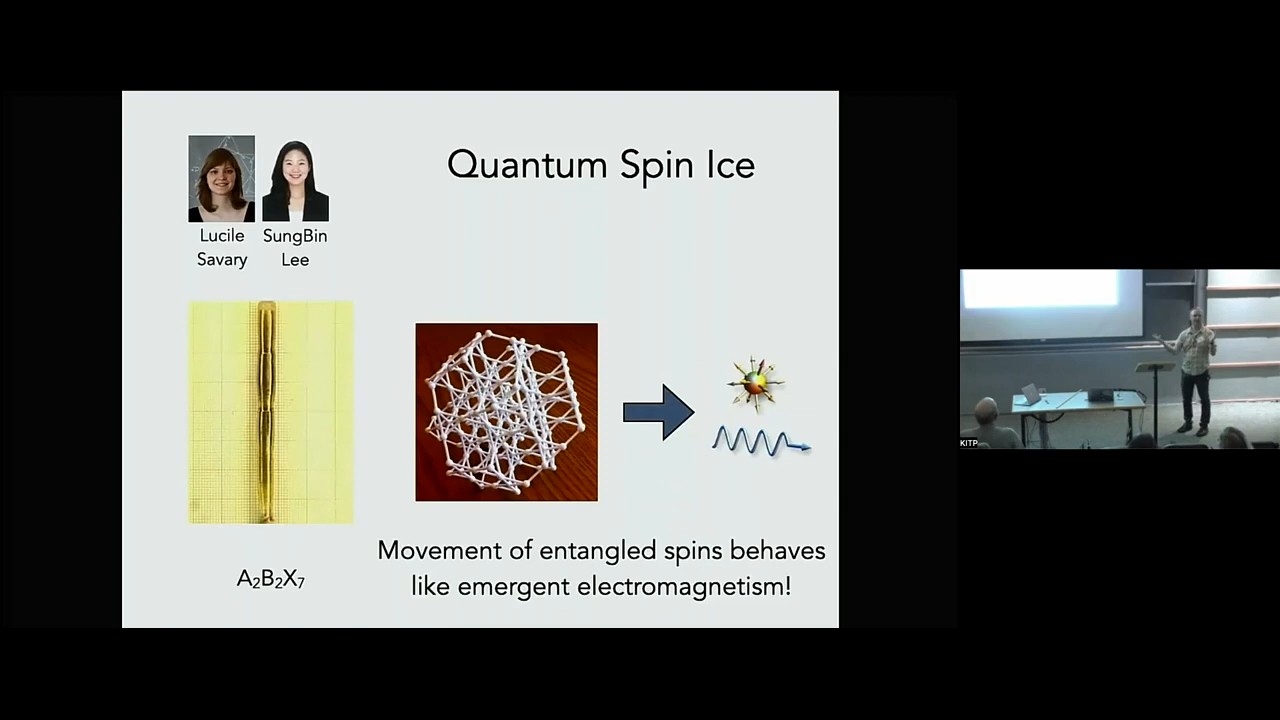 Quantum Spin Ice
Lucile SungBin
Savary Lee
A₂B₂X₇
Movement of entangled spins behaves
like emergent electromagnetism!
KITP